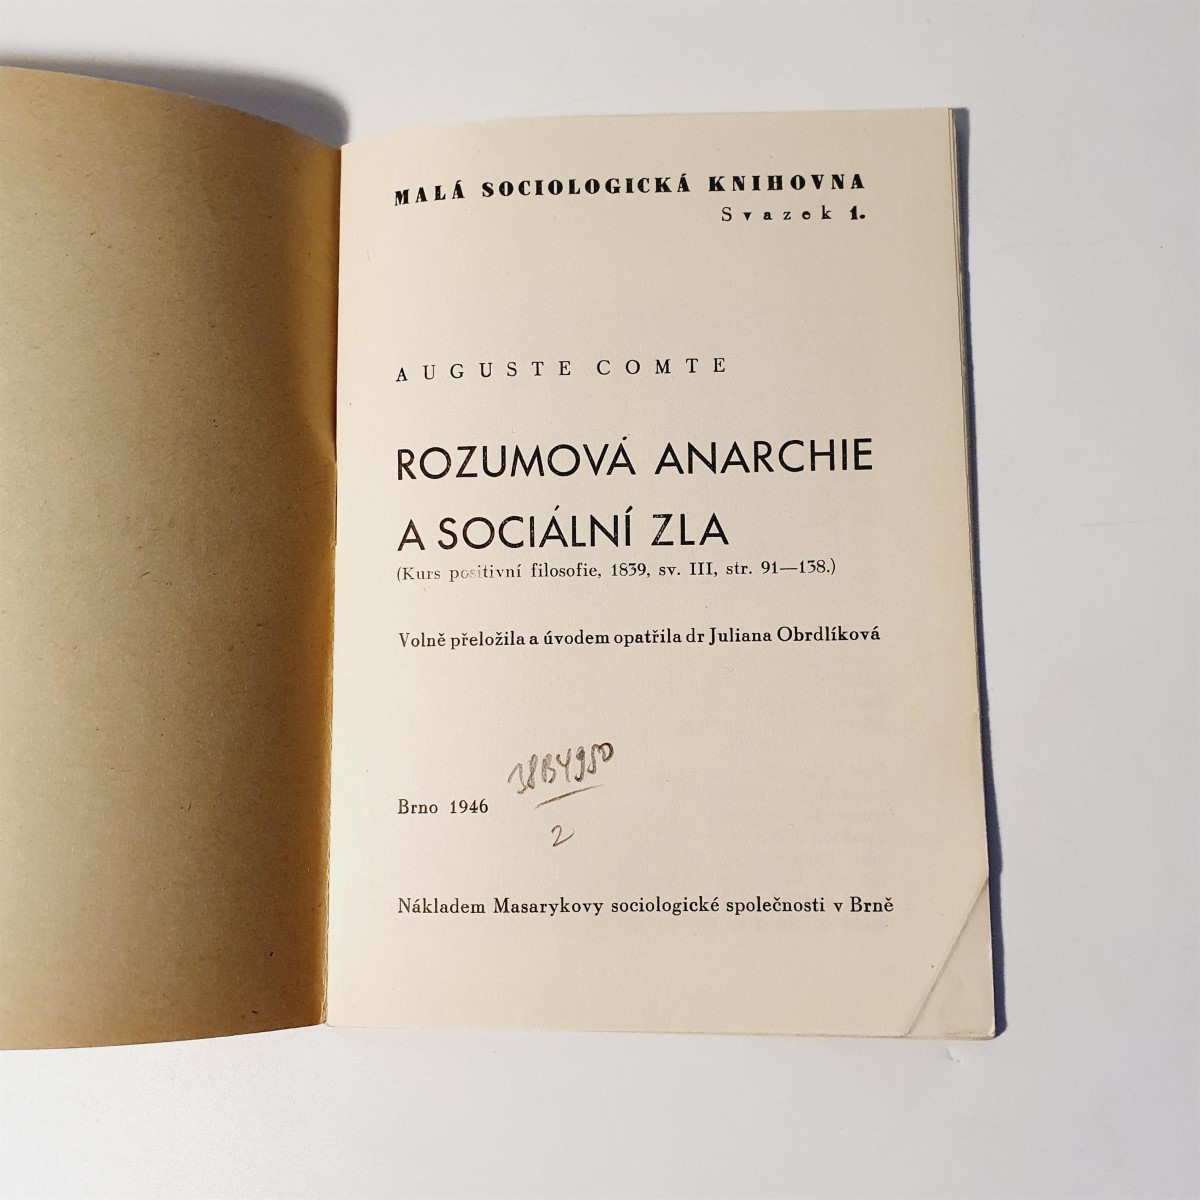 MALÁ SOCIOLOGICKÁ KNIHOVNA
Svazek 1.
AUGUSTE COMTE
ROZUMOVÁ ANARCHIE
A SOCIÁLNÍ ZLA
(Kurs positivní filosofie, 1839, sv. III, str. 91—138.)
Volně přeložila a úvodem opatřila dr Juliana Obrdlíková
Brno 1946
2
Nákladem Masarykovy sociologické společnosti v Brně